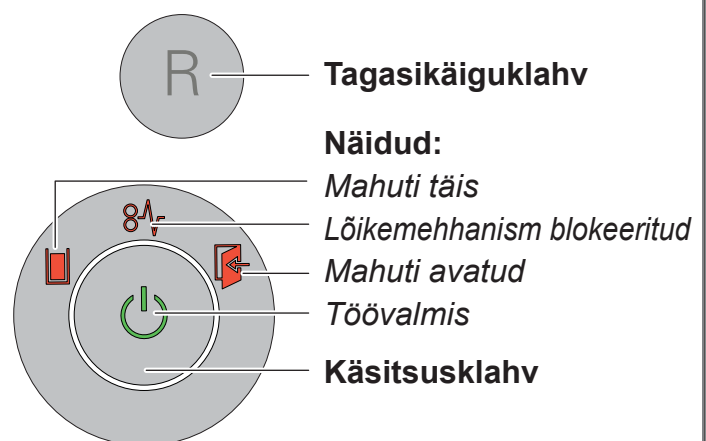 R
Tagasikäiguklahv
Näidud:
Mahuti täis
Lõikemehhanism blokeeritud
Mahuti avatud
Töövalmis
Käsitsusklahv